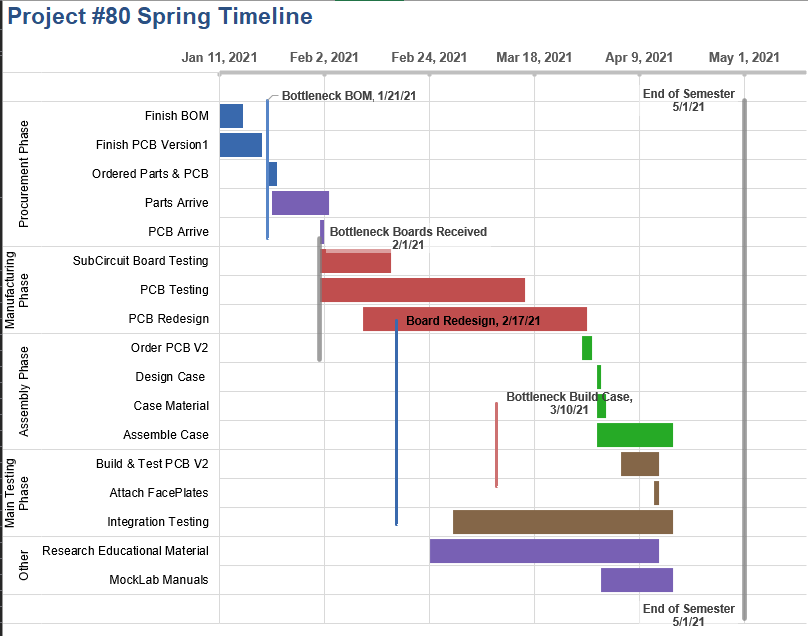 Project #80 Spring Timeline
Jan 11, 2021 Feb 2, 2021 Feb 24, 2021 Mar 18, 2021 Apr 9, 2021 May 1, 2021
Bottleneck BOM, 1/21/21
End of Semester
5/1/21
Procurement Phase
Finish BOM
Finish PCB Version1
Ordered Parts & PCB
Parts Arrive
PCB Arrive
Bottleneck Boards Received
2/1/21
Manufacturing
Phase
SubCircuit Board Testing
PCB Testing
PCB Redesign
Board Redesign, 2/17/21
Assembly Phase
Order PCB V2
Design Case
Case Material
Bottleneck Build Case,
3/10/21
Assemble Case
Main Testing
Phase
Build & Test PCB V2
Attach FacePlates
Integration Testing
Other
Research Educational Material
MockLab Manuals
End of Semester
5/1/21